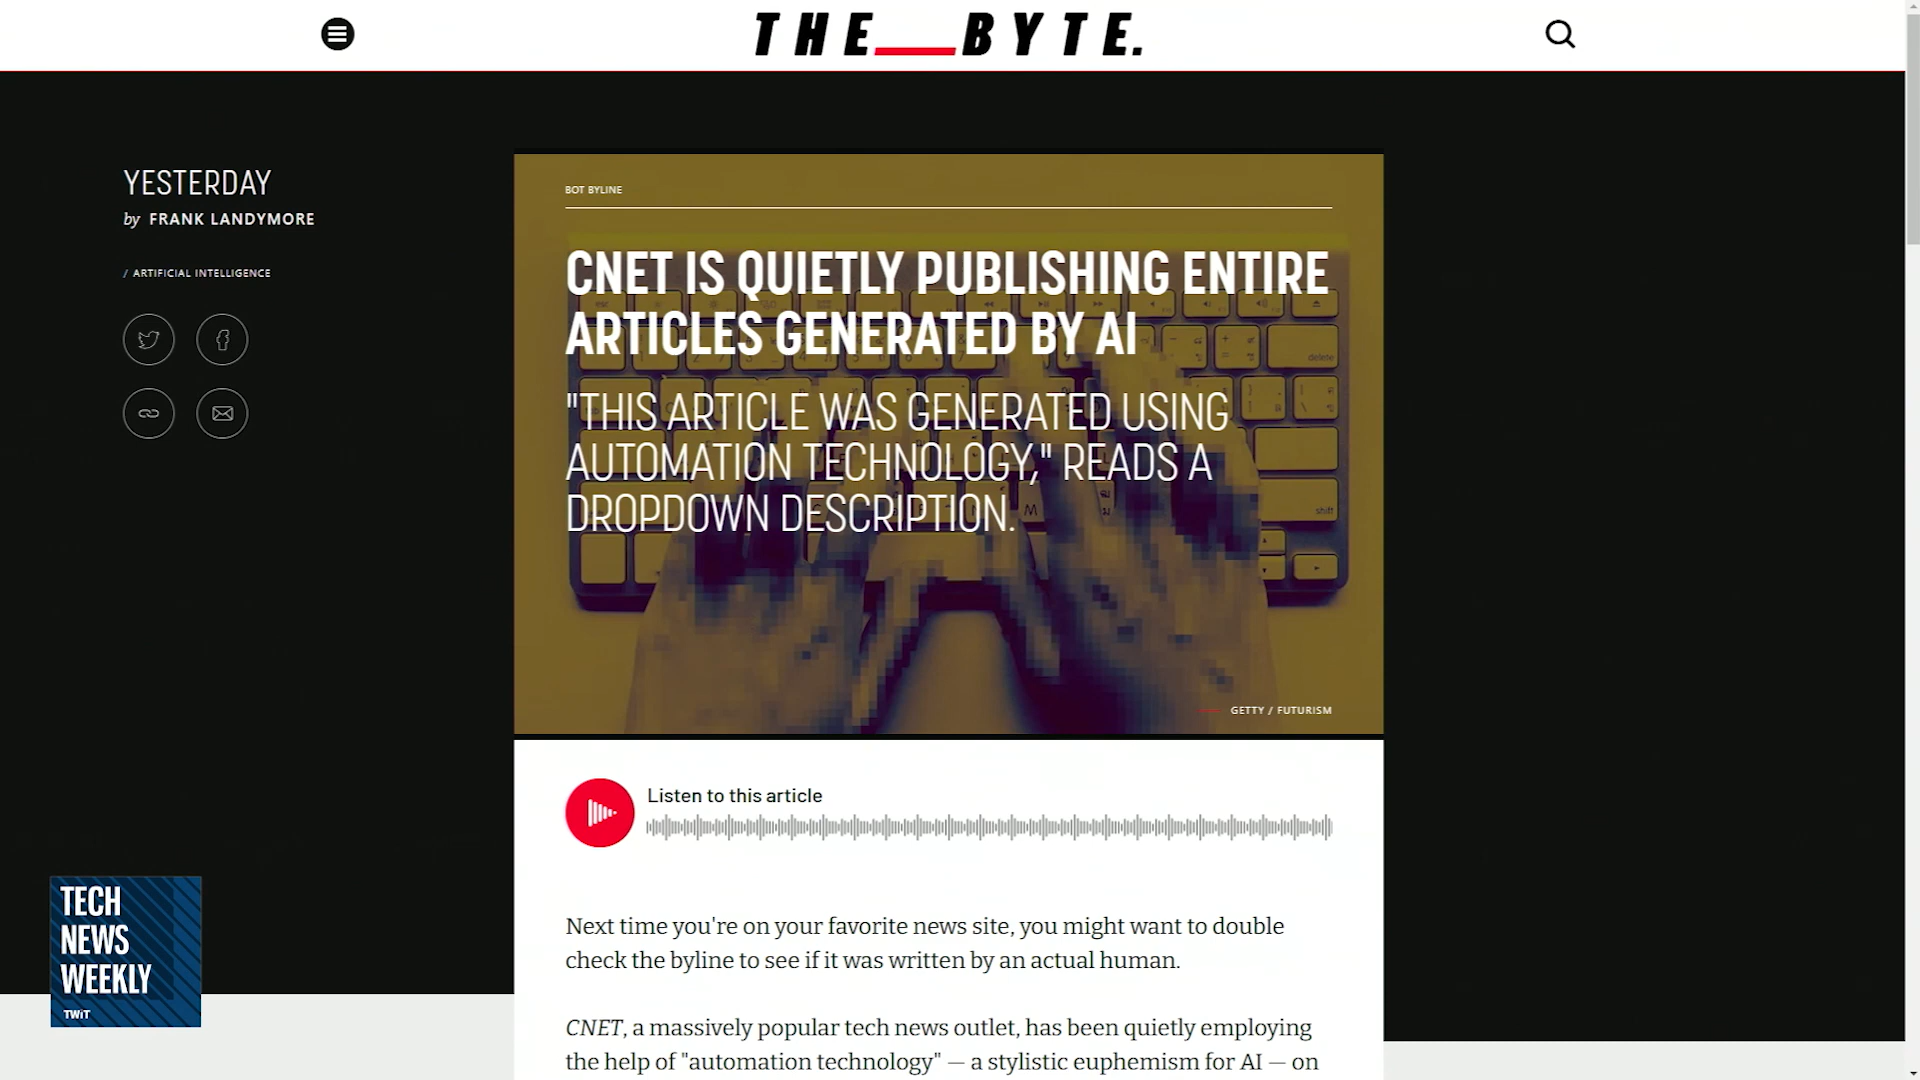 THE__BYTE.
YESTERDAY
by FRANK LANDYMORE
/ ARTIFICIAL INTELLIGENCE
BOT BYLINE
CNET IS QUIETLY PUBLISHING ENTIRE
ARTICLES GENERATED BY AI
"THIS ARTICLE WAS GENERATED USING
AUTOMATION TECHNOLOGY," READS A
DROPDOWN DESCRIPTION.
GETTY / FUTURISM
Listen to this article
Next time you're on your favorite news site, you might want to double
check the byline to see if it was written by an actual human.
CNET, a massively popular tech news outlet, has been quietly employing
the help of "automation technology" — a stylistic euphemism for AI — on
TECH
NEWS
WEEKLY
TWiT
delete
shift